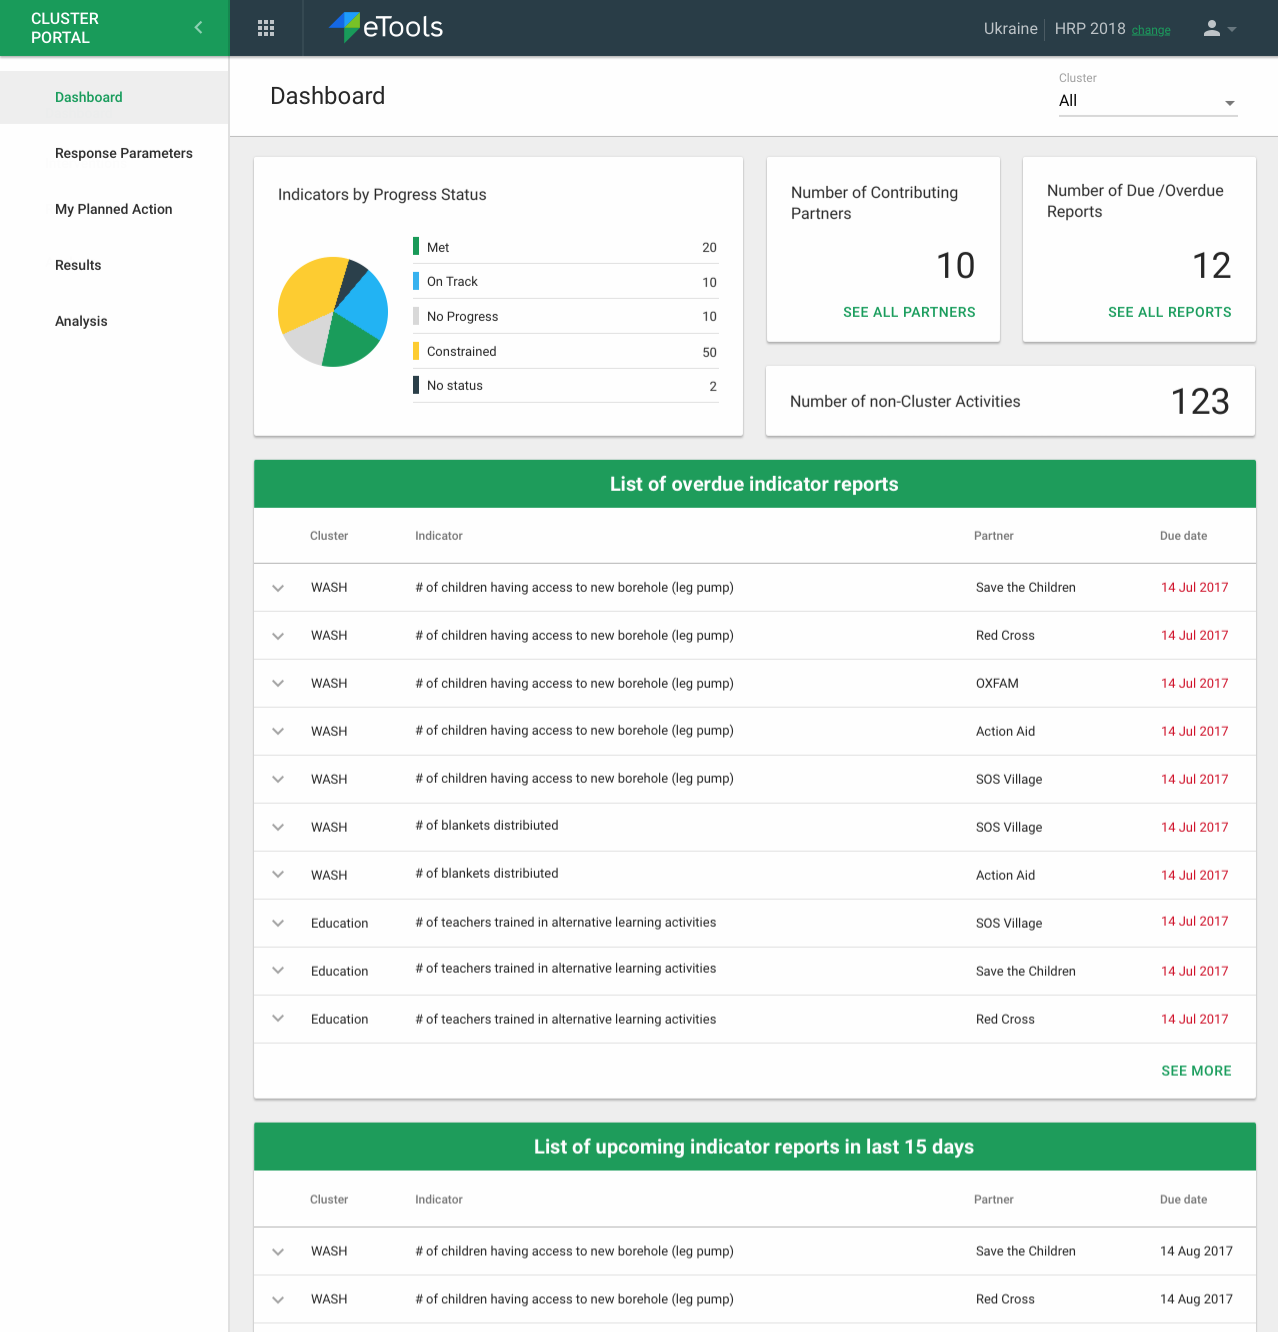 CLUSTER
PORTAL
eTools
Ukraine HRP 2018 change
Dashboard
Response Parameters
My Planned Action
Results
Analysis
Dashboard
Cluster
All
Indicators by Progress Status
Met 20
On Track 10
No Progress 10
Constrained 50
No status 2
Number of Contributing
Partners
10
SEE ALL PARTNERS
Number of Due /Overdue
Reports
12
SEE ALL REPORTS
Number of non-Cluster Activities 123
List of overdue indicator reports
Cluster Indicator Partner Due date
WASH # of children having access to new borehole (leg pump) Save the Children 14 Jul 2017
WASH # of children having access to new borehole (leg pump) Red Cross 14 Jul 2017
WASH # of children having access to new borehole (leg pump) OXFAM 14 Jul 2017
WASH # of children having access to new borehole (leg pump) Action Aid 14 Jul 2017
WASH # of children having access to new borehole (leg pump) SOS Village 14 Jul 2017
WASH # of blankets distribiuted SOS Village 14 Jul 2017
WASH # of blankets distribiuted Action Aid 14 Jul 2017
Education # of teachers trained in alternative learning activities SOS Village 14 Jul 2017
Education # of teachers trained in alternative learning activities Save the Children 14 Jul 2017
Education # of teachers trained in alternative learning activities Red Cross 14 Jul 2017
SEE MORE
List of upcoming indicator reports in last 15 days
Cluster Indicator Partner Due date
WASH # of children having access to new borehole (leg pump) Save the Children 14 Aug 2017
WASH # of children having access to new borehole (leg pump) Red Cross 14 Aug 2017